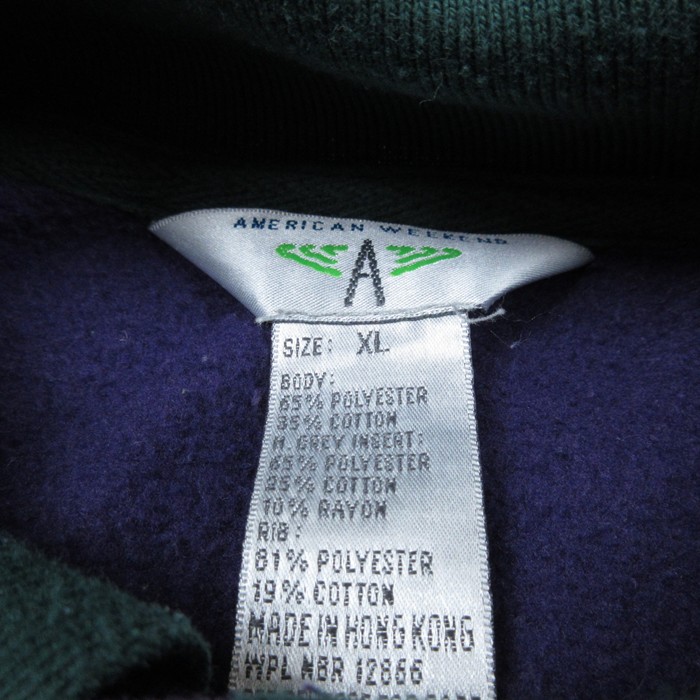 AMERICAN WEEKEND
A
SIZE: XL
BODY:
65% POLYESTER
35% COTTON
H. GREY INSERT:
65% POLYESTER
25% COTTON
10% RAYON
RIB:
81% POLYESTER
19% COTTON
MADE IN HONG KONG
WPL NBR 12866